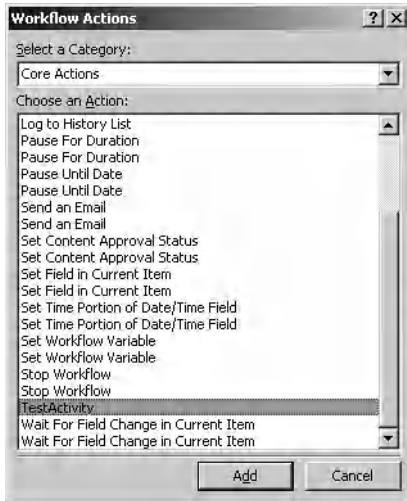 Workflow Actions
Select a Category:
Core Actions
Choose an Action:
Log to History List
Pause For Duration
Pause For Duration
Pause Until Date
Pause Until Date
Send an Email
Send an Email
Set Content Approval Status
Set Content Approval Status
Set Field in Current Item
Set Field in Current Item
Set Time Portion of Date/Time Field
Set Time Portion of Date/Time Field
Set Workflow Variable
Set Workflow Variable
Stop Workflow
Stop Workflow
TestActivity
Wait For Field Change in Current Item
Wait For Field Change in Current Item
Add Cancel